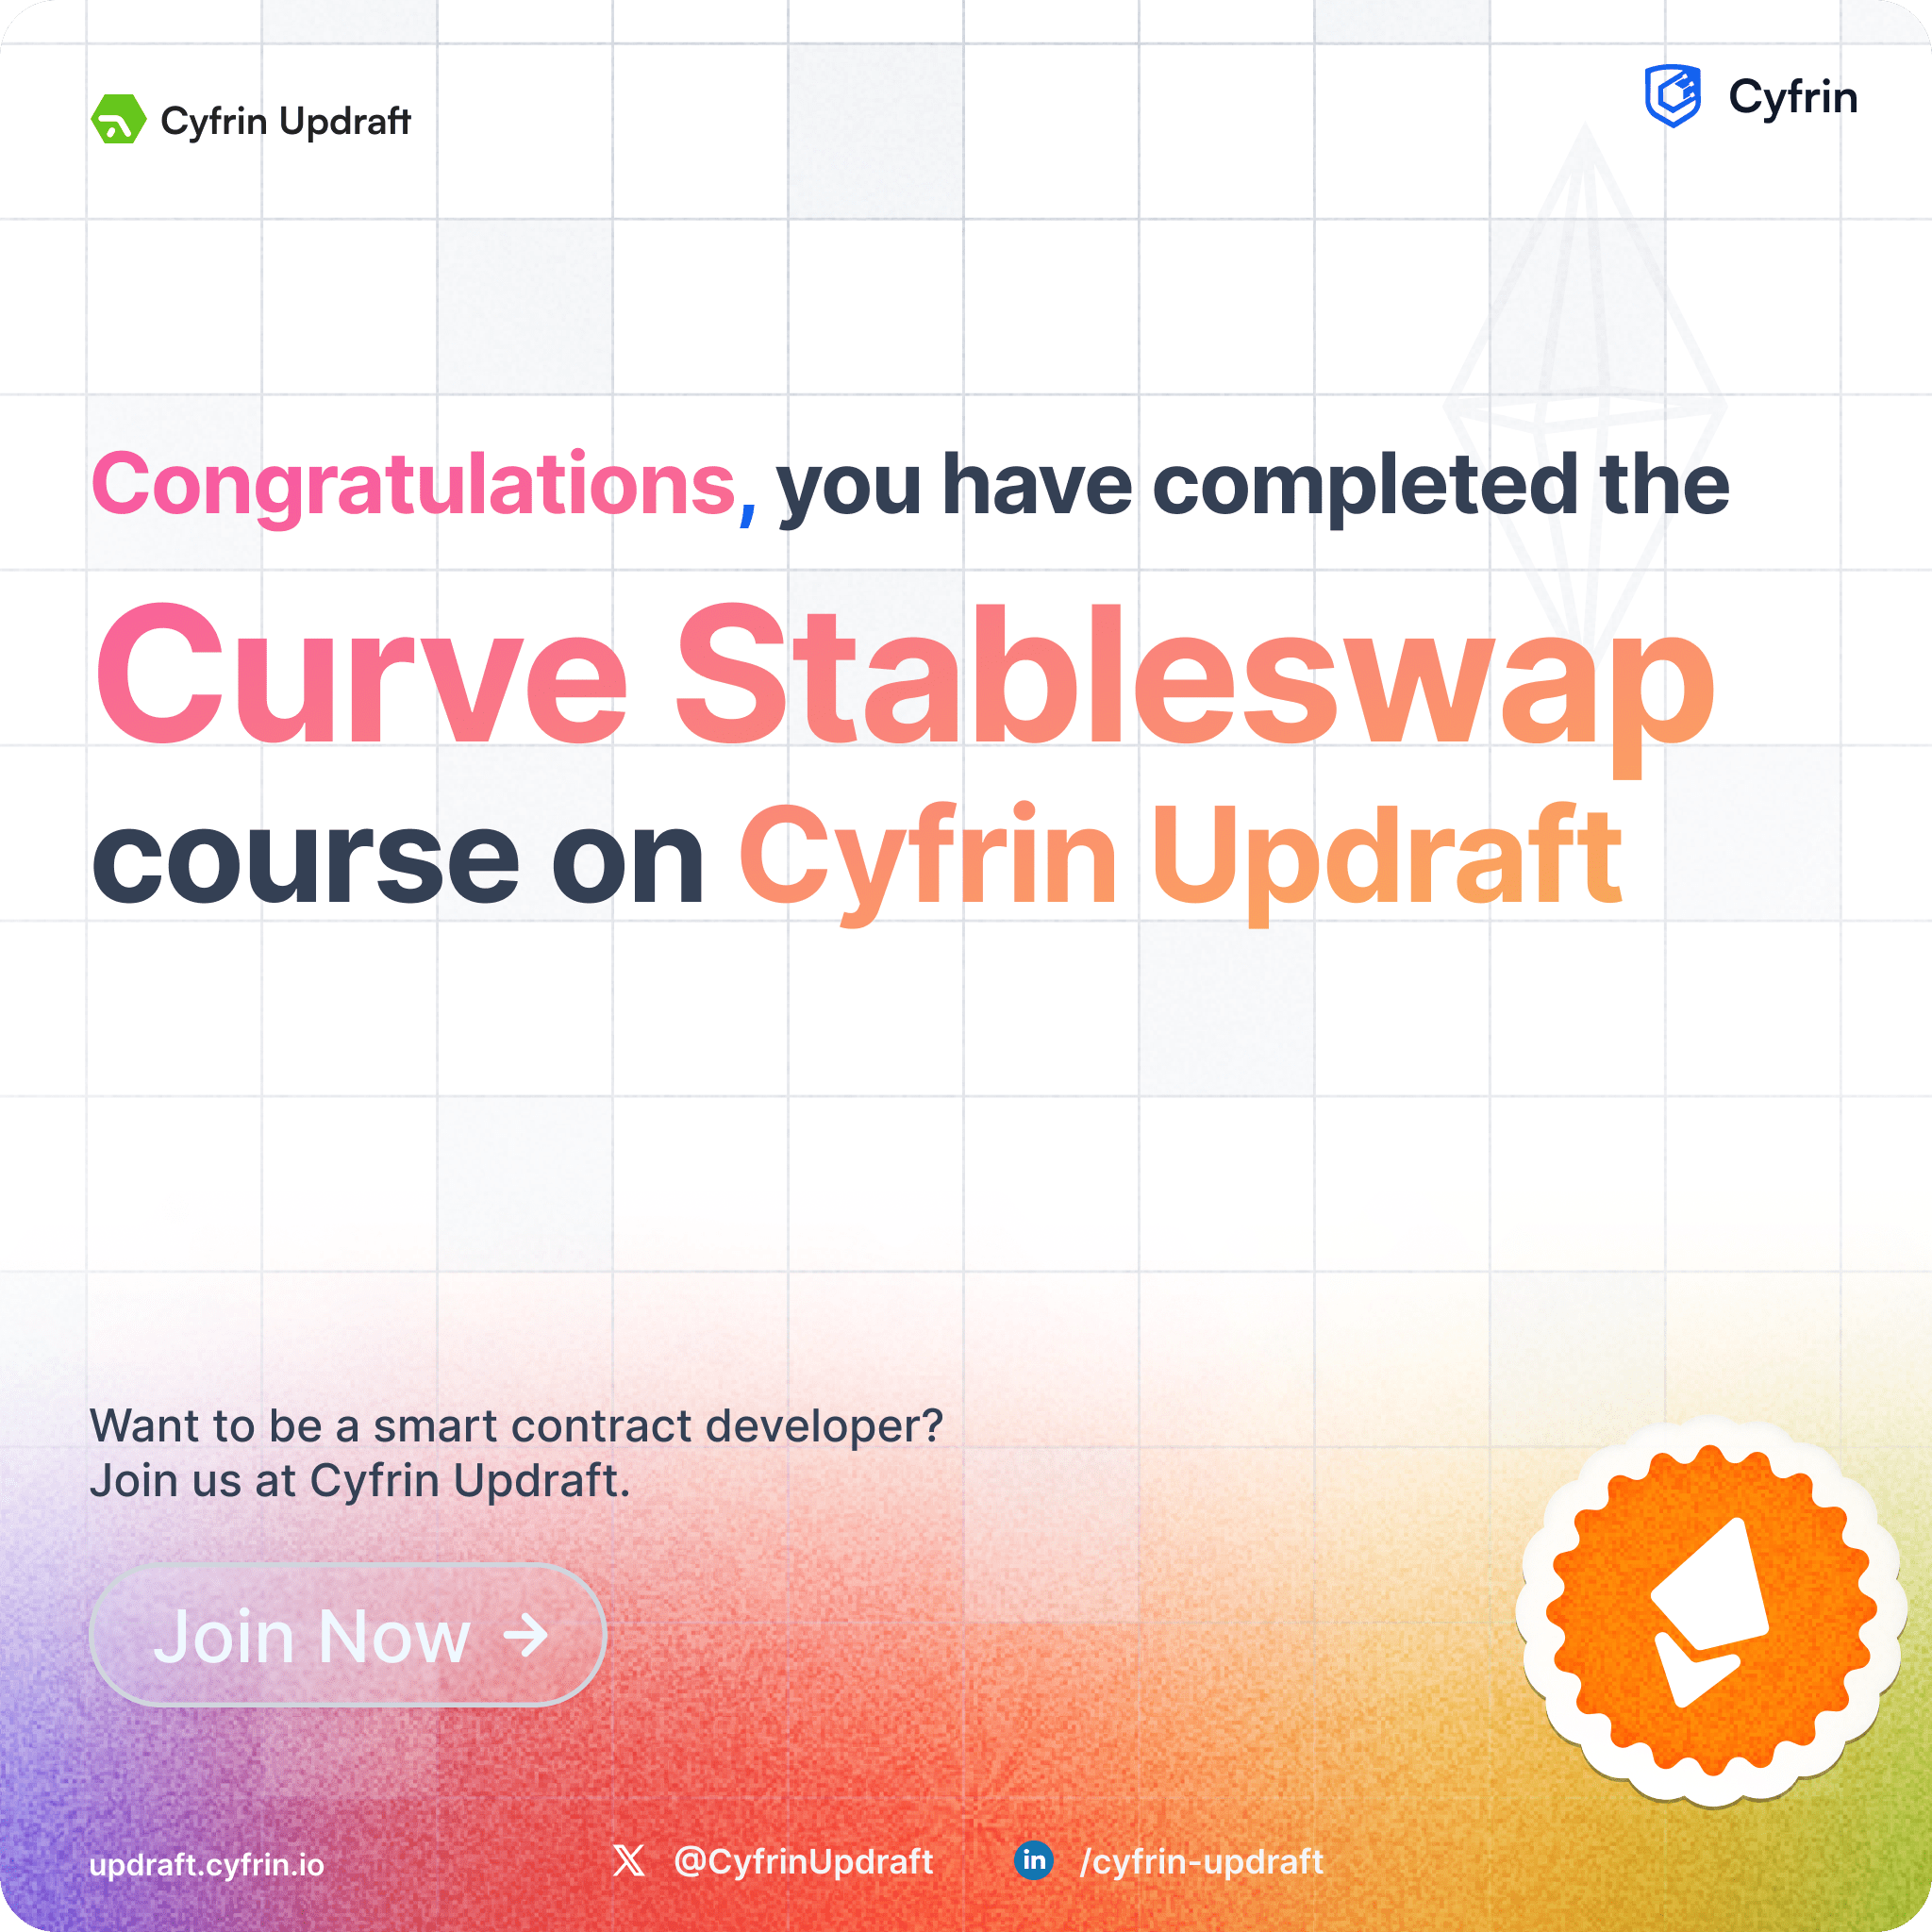 Cyfrin Updraft
Cyfrin
Congratulations, you have completed the
Curve Stableswap
course on Cyfrin Updraft
Want to be a smart contract developer?
Join us at Cyfrin Updraft.
Join Now →
updraft.cyfrin.io
@CyfrinUpdraft
in /cyfrin-updraft